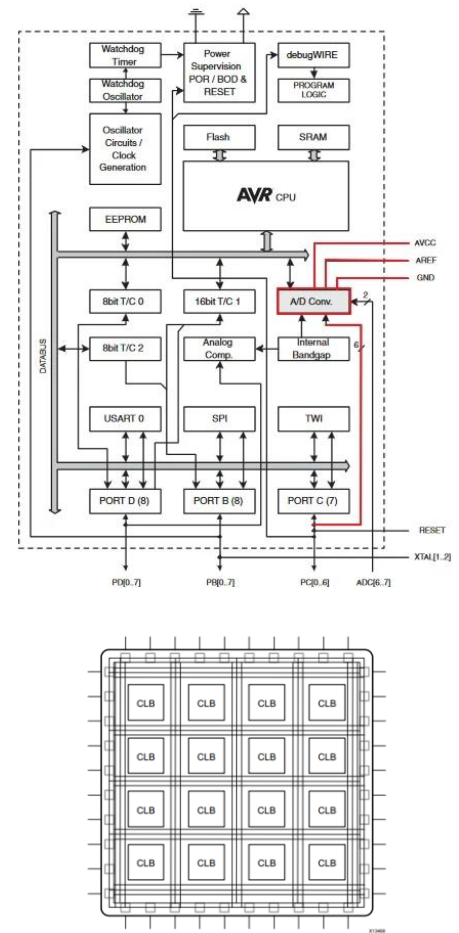 Watchdog
Timer
Power
Supervision
POR / BOD &
RESET
debugWIRE
Watchdog
Oscillator
PROGRAM
LOGIC
Oscillator
Circuits /
Clock
Generation
Flash
SRAM
AVR CPU
EEPROM
AVCC
AREF
GND
8bit T/C 0
16bit T/C 1
A/D Conv.
2
DATABUS
8bit T/C 2
Analog
Comp.
Internal
Bandgap
6
USART 0
SPI
TWI
PORT D (8)
PORT B (8)
PORT C (7)
RESET
XTAL[1..2]
PD[0..7]
PB[0..7]
PC[0..6]
ADC[6..7]
CLB CLB CLB CLB
CLB CLB CLB CLB
CLB CLB CLB CLB
CLB CLB CLB CLB